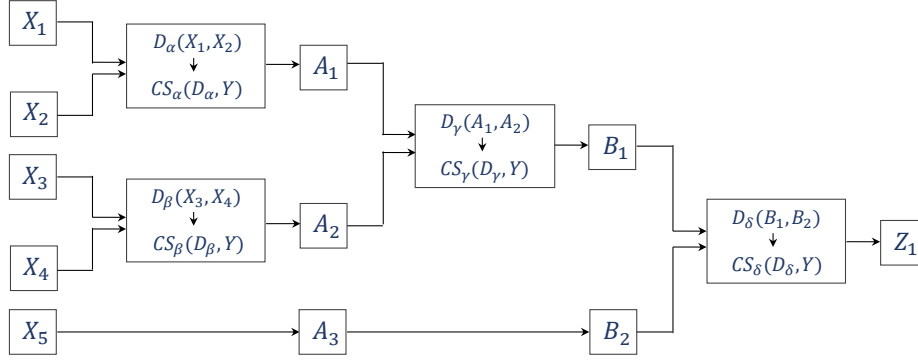 X₁
X₂
X₃
X₄
X₅
D_α(X₁, X₂)
CS_α(D_α, Y)
D_β(X₃, X₄)
CS_β(D_β, Y)
A₁
A₂
A₃
D_γ(A₁, A₂)
CS_γ(D_γ, Y)
B₁
B₂
D_δ(B₁, B₂)
CS_δ(D_δ, Y)
Z₁